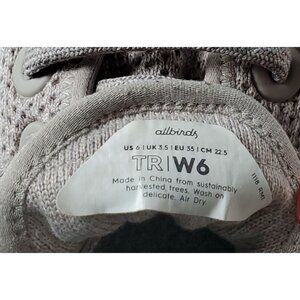 allbirds
US 6 | UK 3.5 | EU 35 | CM 22.5
TR|W6
Made in China from sustainably
harvested trees. Wash on
delicate. Air Dry.